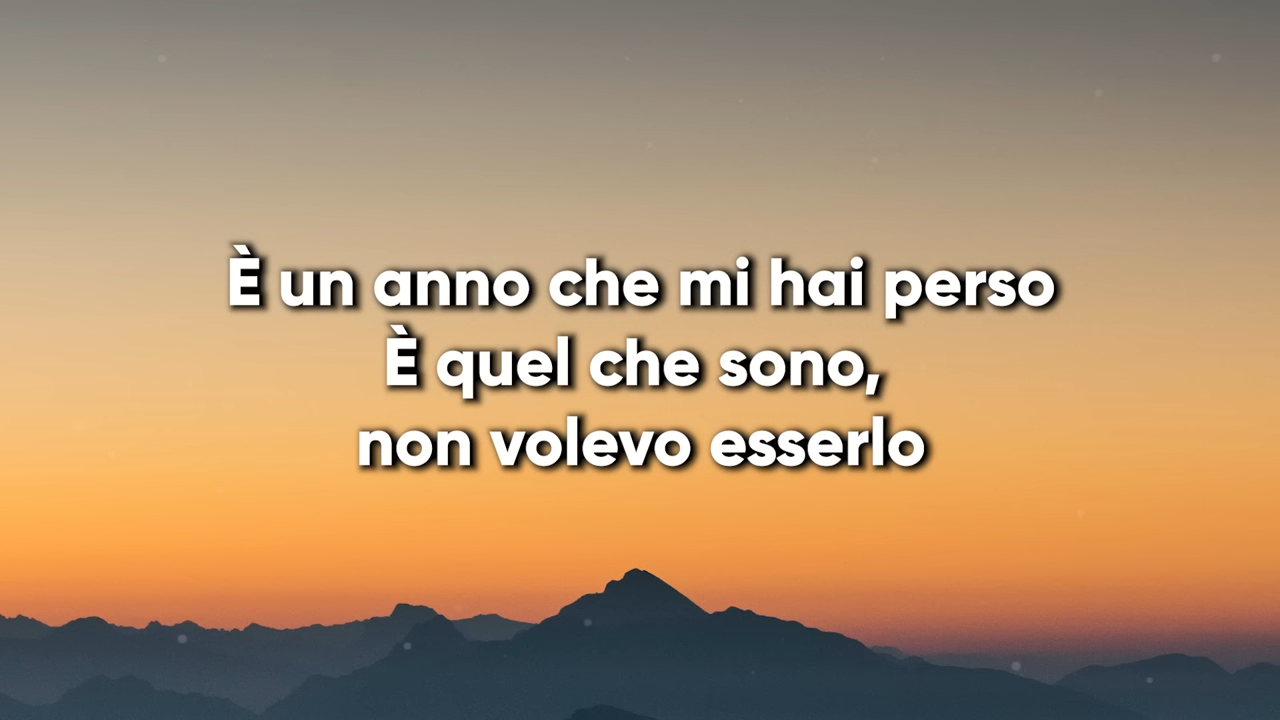 È un anno che mi hai perso
È quel che sono,
non volevo esserlo